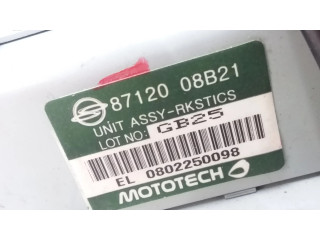 87120 08B21
UNIT ASSY-RKSTICS
LOT NO: GB25
EL 0802250098
MOTOTECH